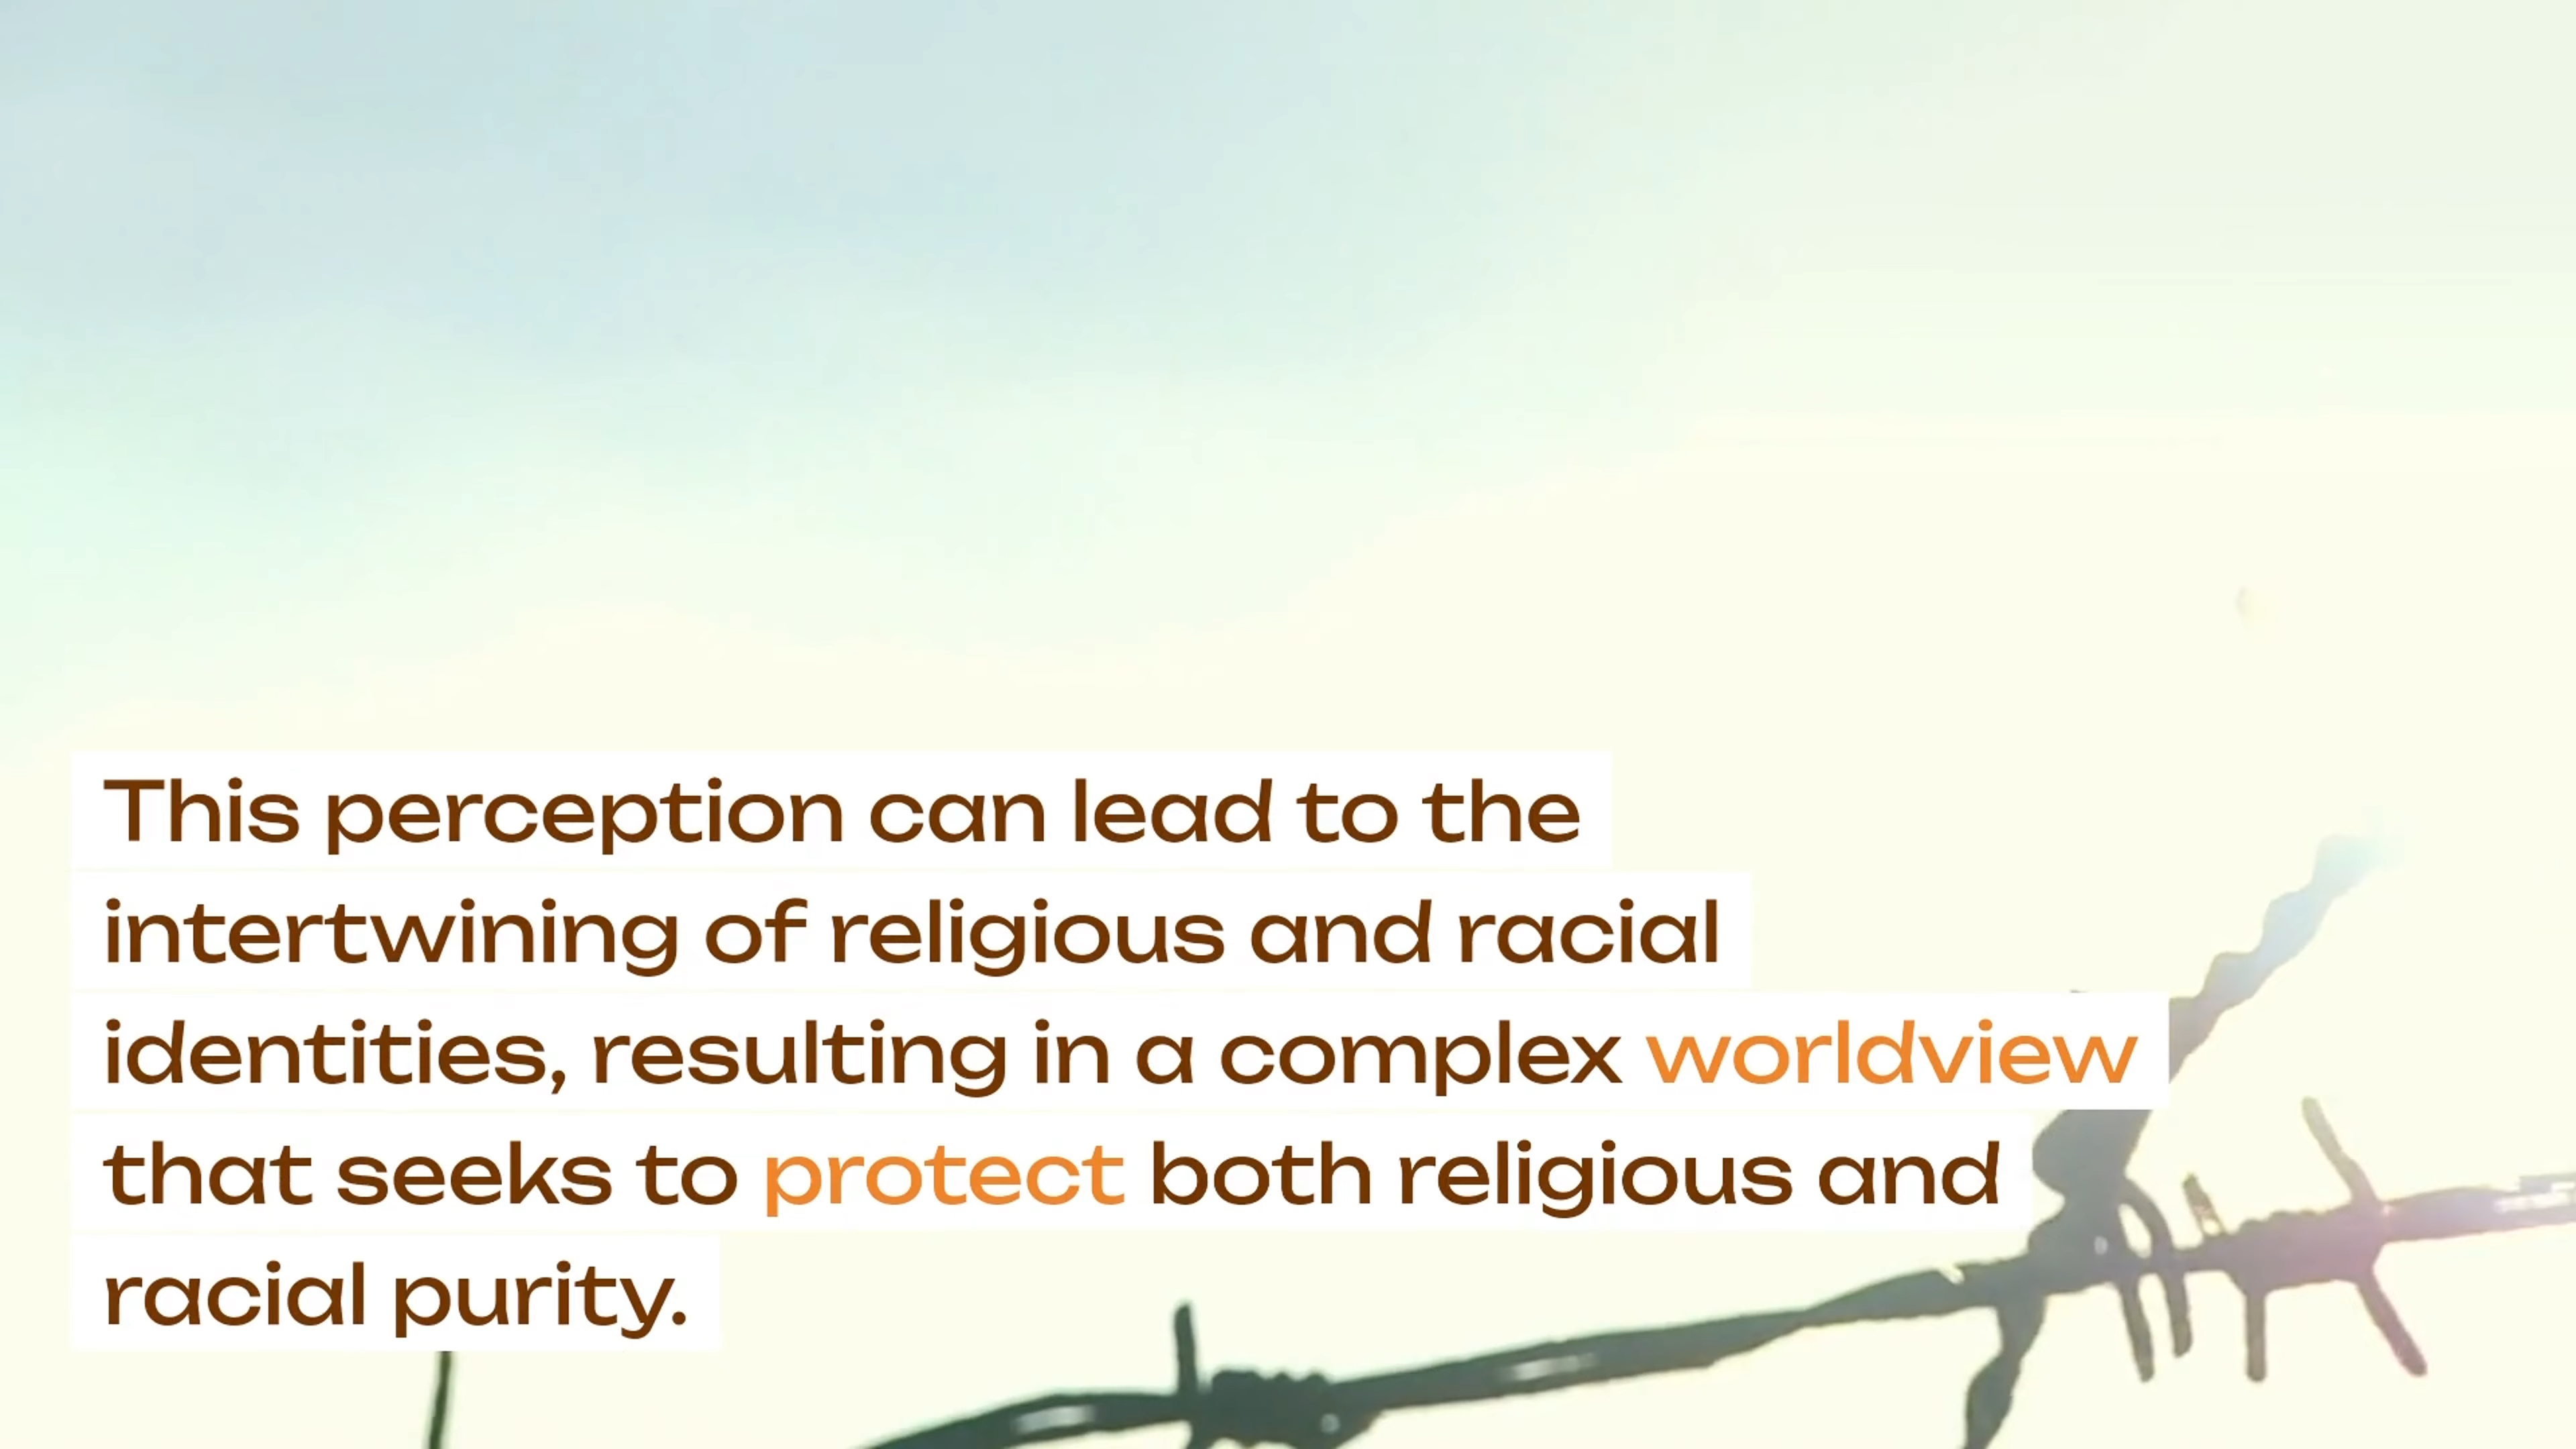 This perception can lead to the
intertwining of religious and racial
identities, resulting in a complex worldview
that seeks to protect both religious and
racial purity.